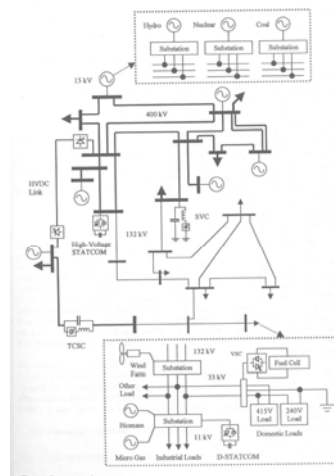 Hydro Nuclear Coal
Substation Substation Substation
15 kV
400 kV
HVDC
Link
SVC
High-Voltage
STATCOM
132 kV
TCSC
132 kV
VSC
Wind
Farm
Substation
Fuel Cell
33 kV
Other
Load
Substation
415V
Load
240V
Load
Biomass
11 kV
Domestic Loads
Micro Gas Industrial Loads D-STATCOM